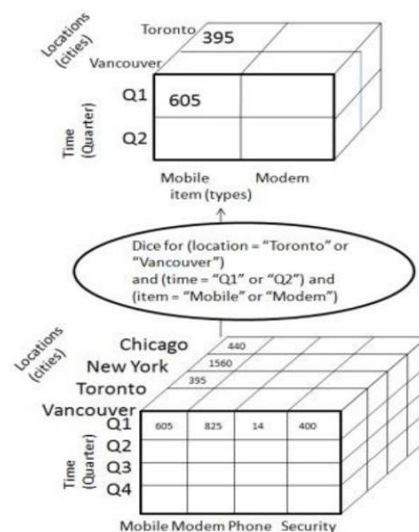 Locations
(cities)
Toronto
395
Vancouver
Time
(Quarter)
Q1
605
Q2
Mobile Modem
item (types)
Dice for (location = "Toronto" or
"Vancouver")
and (time = "Q1" or "Q2") and
(item = "Mobile" or "Modem")
Locations
(cities)
Chicago 440
New York 1560
Toronto 395
Vancouver
Time
(Quarter)
Q1 605 825 14 400
Q2
Q3
Q4
Mobile Modem Phone Security